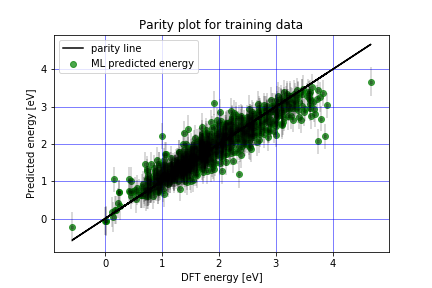 Parity plot for training data
parity line
ML predicted energy
Predicted energy [eV]
4
3
2
1
0
0 1 2 3 4
DFT energy [eV]